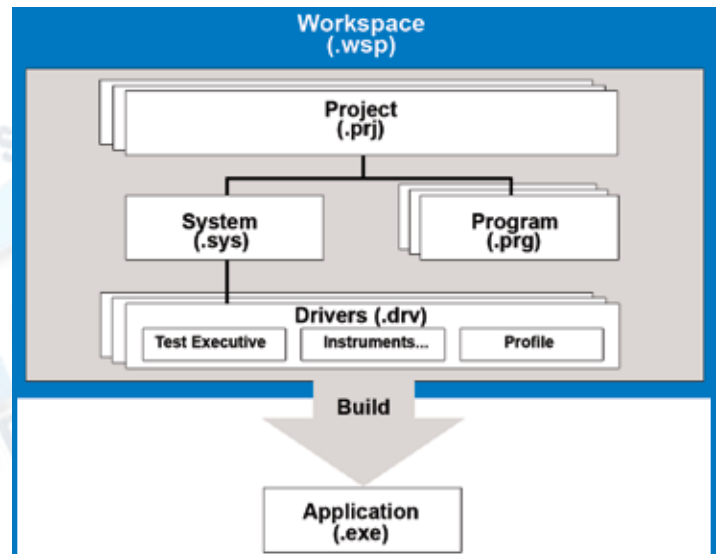 Workspace
(.wsp)
Project
(.prj)
System
(.sys)
Program
(.prg)
Drivers (.drv)
Test Executive
Instruments...
Profile
Build
Application
(.exe)